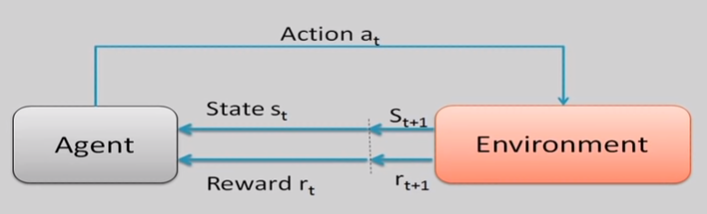 Action aₜ
State sₜ
Sₜ₊₁
Agent
Environment
Reward rₜ
rₜ₊₁